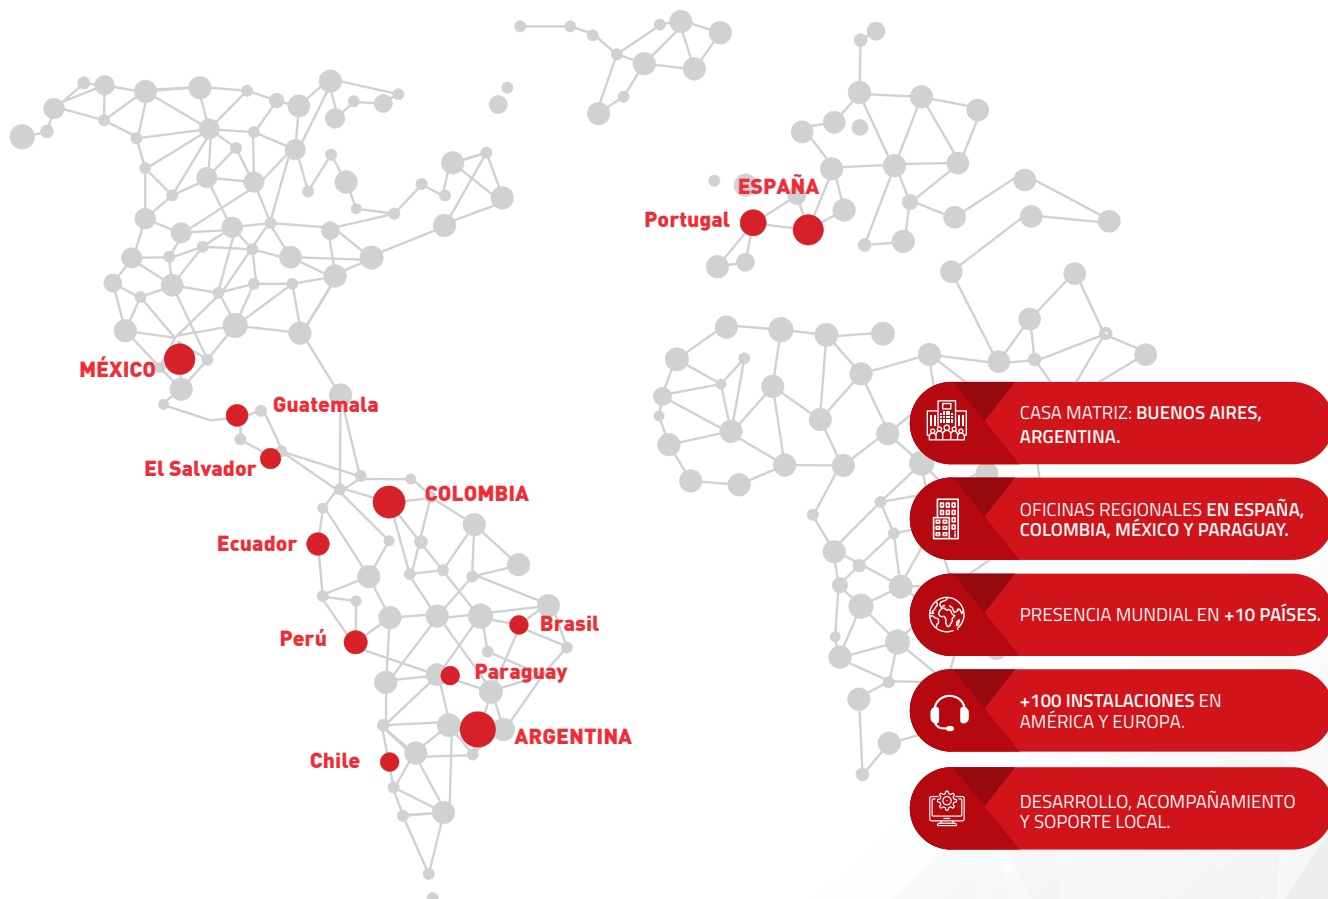 ESPAÑA
Portugal
MÉXICO
Guatemala
El Salvador
COLOMBIA
Ecuador
Brasil
Perú
Paraguay
ARGENTINA
Chile
CASA MATRIZ: BUENOS AIRES,
ARGENTINA.
OFICINAS REGIONALES EN ESPAÑA,
COLOMBIA, MÉXICO Y PARAGUAY.
PRESENCIA MUNDIAL EN +10 PAÍSES.
+100 INSTALACIONES EN
AMÉRICA Y EUROPA.
DESARROLLO, ACOMPAÑAMIENTO
Y SOPORTE LOCAL.